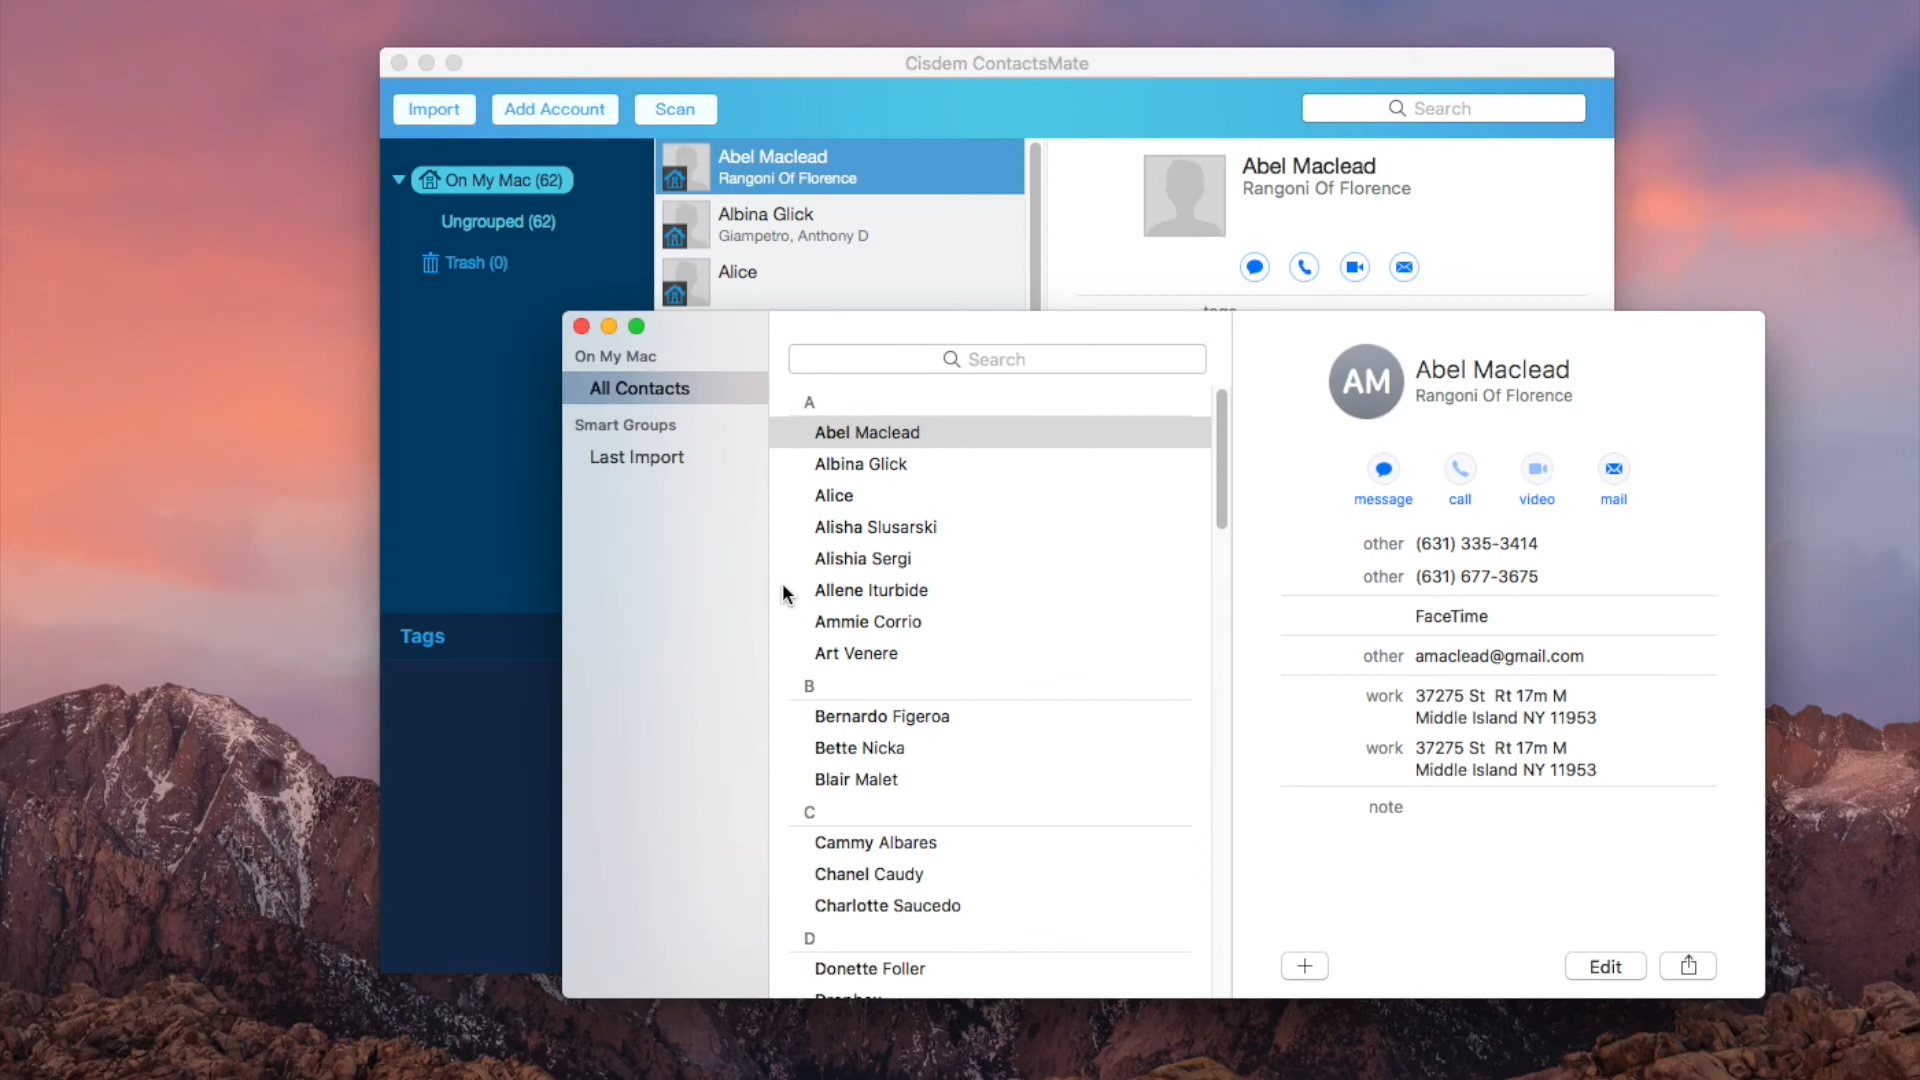 Cisdem ContactsMate
Import
Add Account
Scan
Search
On My Mac (62)
Ungrouped (62)
Trash (0)
Tags
Abel Maclead
Rangoni Of Florence
Albina Glick
Giampetro, Anthony D
Alice
Abel Maclead
Rangoni Of Florence
On My Mac
All Contacts
Smart Groups
Last Import
Search
A
Abel Maclead
Albina Glick
Alice
Alisha Slusarski
Alishia Sergi
Allene Iturbide
Ammie Corrio
Art Venere
B
Bernardo Figeroa
Bette Nicka
Blair Malet
C
Cammy Albares
Chanel Caudy
Charlotte Saucedo
D
Donette Foller
AM
Abel Maclead
Rangoni Of Florence
message
call
video
mail
other (631) 335-3414
other (631) 677-3675
FaceTime
other amaclead@gmail.com
work 37275 St Rt 17m M
Middle Island NY 11953
work 37275 St Rt 17m M
Middle Island NY 11953
note
Edit